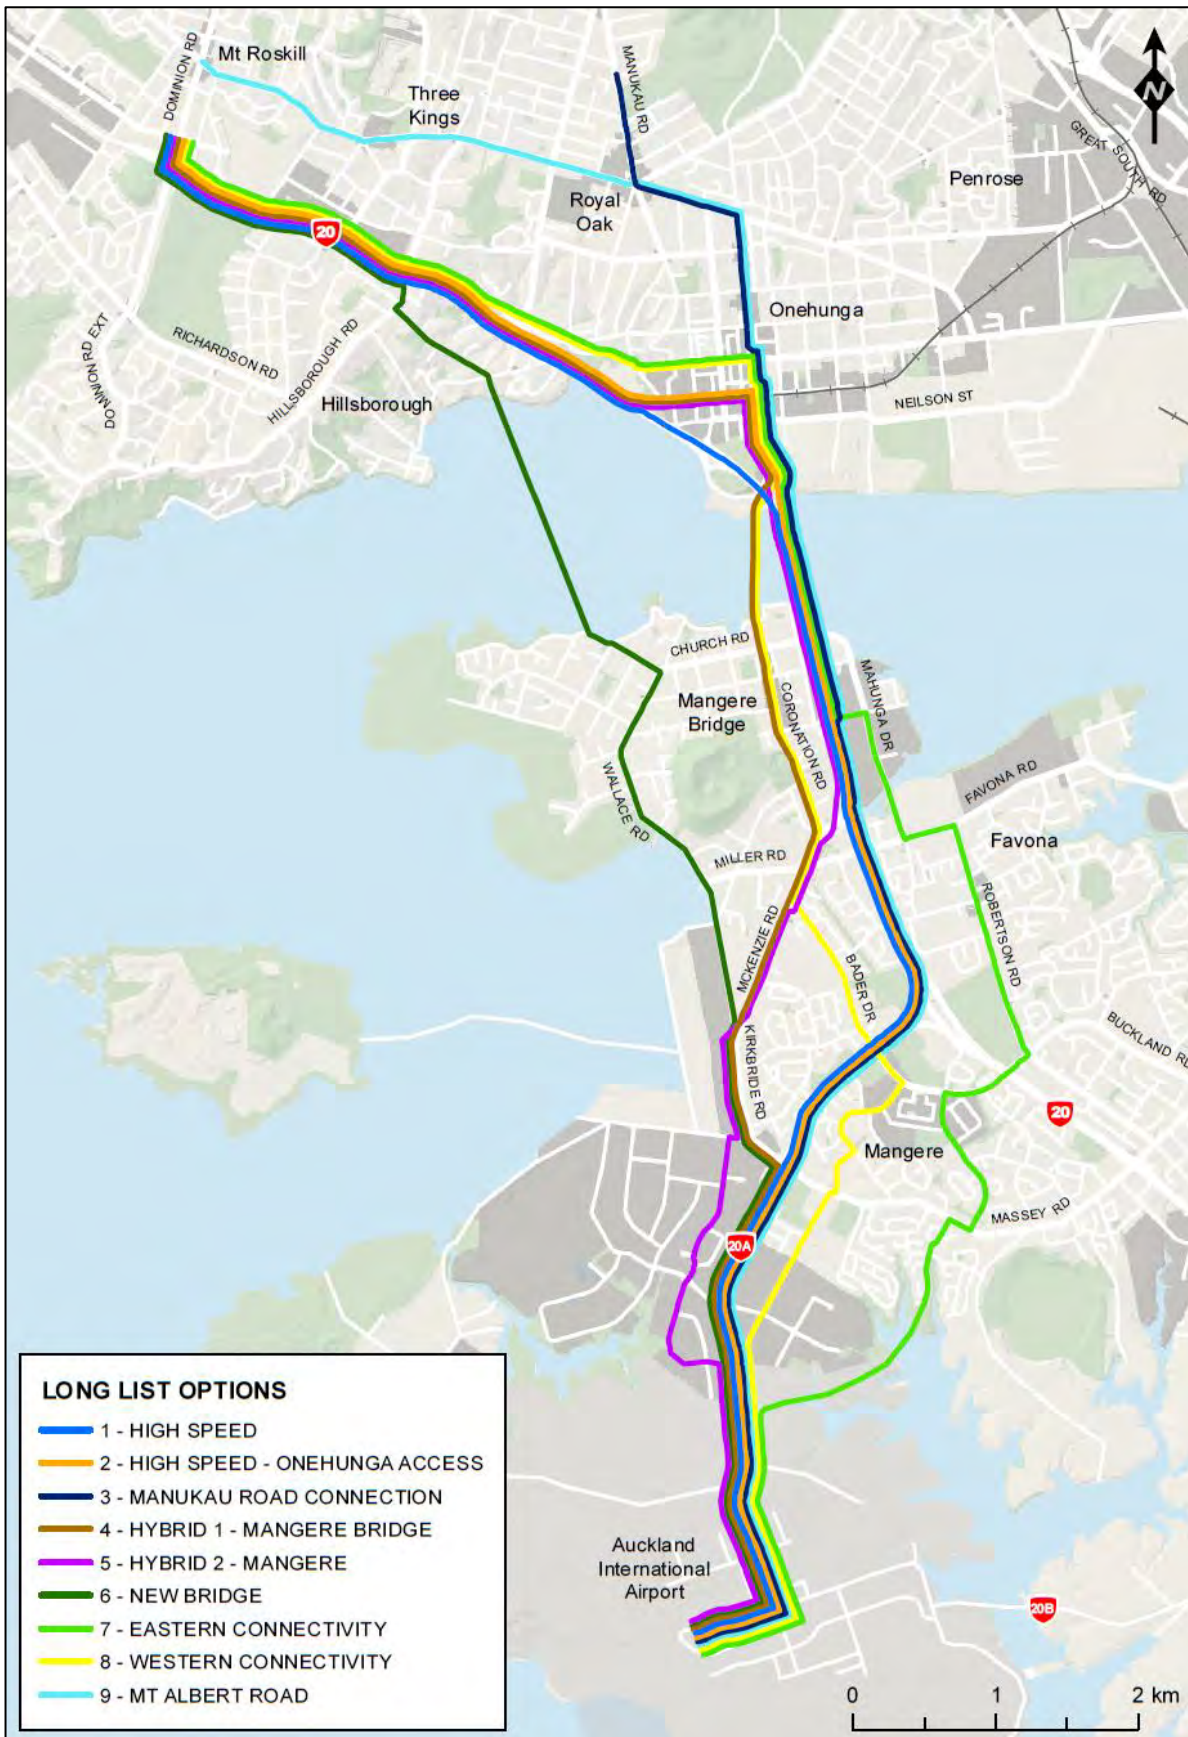 DOMINION RD
Mt Roskill
MANUKAU RD
N
Three
Kings
GREAT SOUTH RD
Penrose
Royal
Oak
20
Onehunga
DOMINION RD EXT
RICHARDSON RD
HILLSBOROUGH RD
Hillsborough
NEILSON ST
CHURCH RD
MAHUNGA DR
Mangere
Bridge
CORONATION RD
WALLACE RD
FAVONA RD
Favona
MILLER RD
ROBERTSON RD
MCKENZIE RD
BADER DR
BUCKLAND RD
KIRKBRIDE RD
20
Mangere
MASSEY RD
20A
LONG LIST OPTIONS
1 - HIGH SPEED
2 - HIGH SPEED - ONEHUNGA ACCESS
3 - MANUKAU ROAD CONNECTION
4 - HYBRID 1 - MANGERE BRIDGE
5 - HYBRID 2 - MANGERE
6 - NEW BRIDGE
7 - EASTERN CONNECTIVITY
8 - WESTERN CONNECTIVITY
9 - MT ALBERT ROAD
Auckland
International
Airport
20B
0 1 2 km